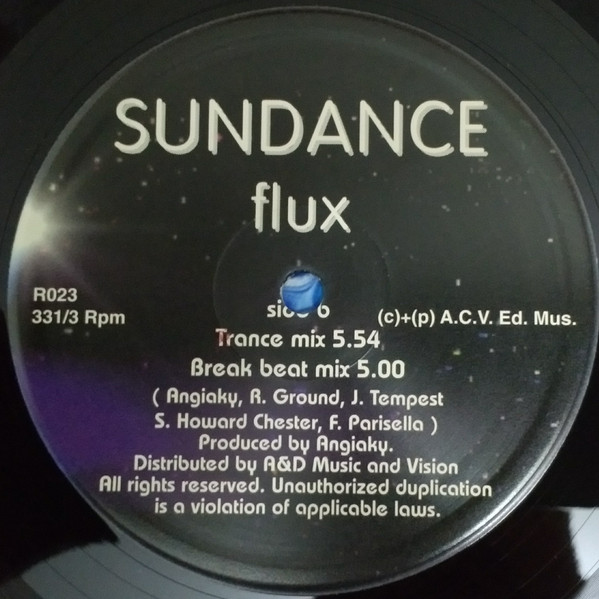 SUNDANCE
flux
R023
331/3 Rpm
side b
(c)+(p) A.C.V. Ed. Mus.
Trance mix 5.54
Break beat mix 5.00
( Angiaky, R. Ground, J. Tempest
S. Howard Chester, F. Parisella )
Produced by Angiaky.
Distributed by A&D Music and Vision
All rights reserved. Unauthorized duplication
is a violation of applicable laws.